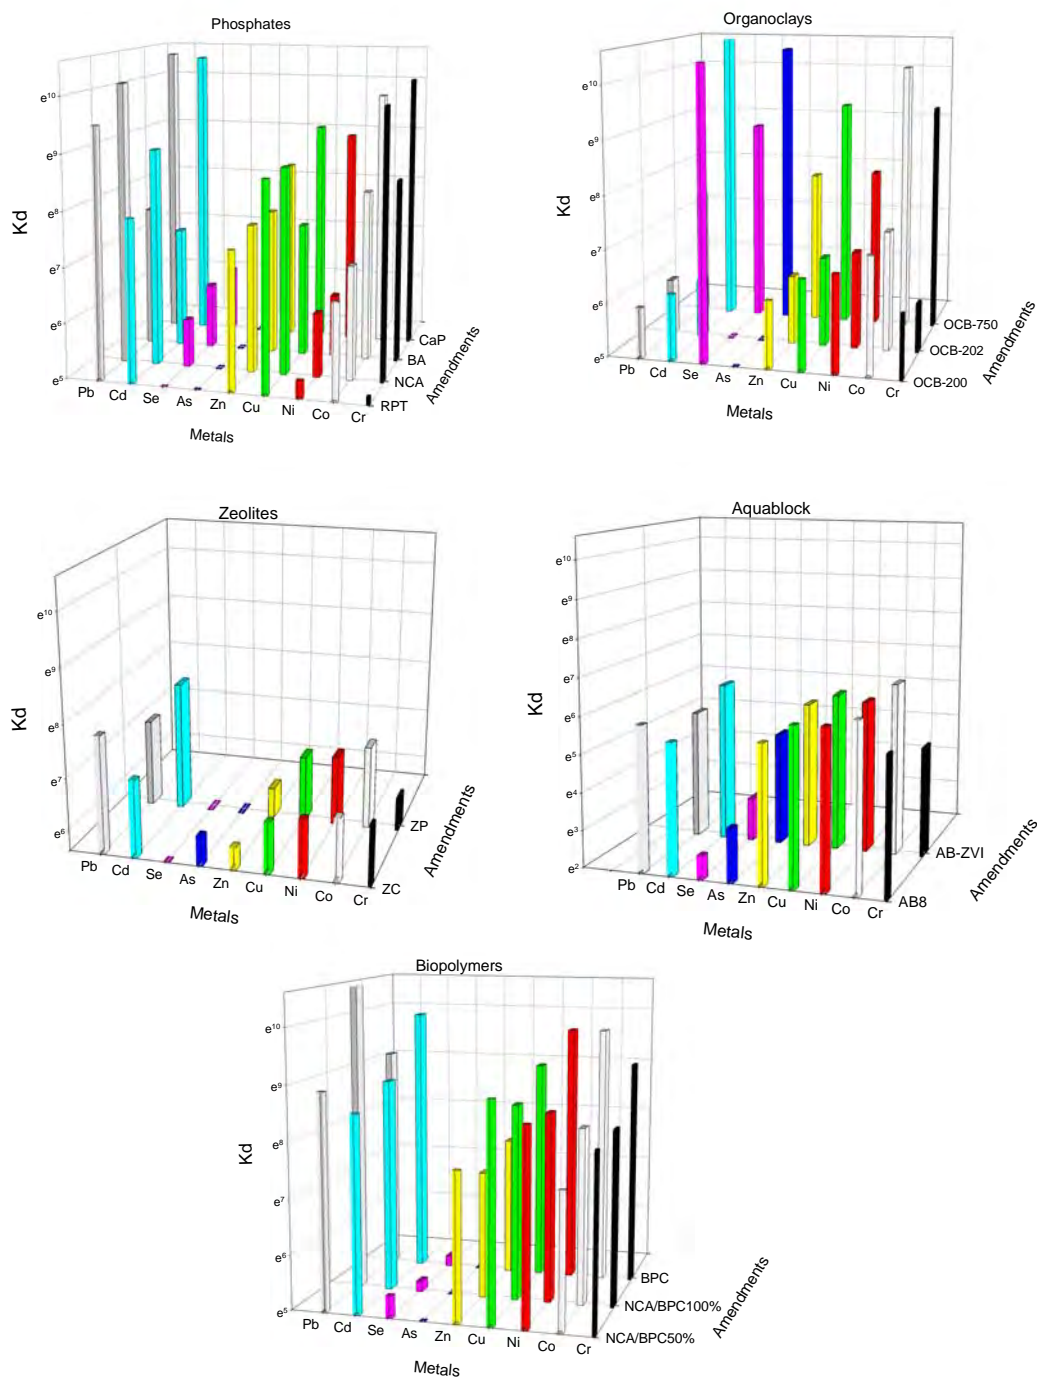 Phosphates
e10
e9
e8
e7
e6
e5
Kd
Pb Cd Se As Zn Cu Ni Co Cr
Metals
RPT
NCA
BA
CaP
Amendments
Organoclays
e10
e9
e8
e7
e6
e5
Kd
Pb Cd Se As Zn Cu Ni Co Cr
Metals
OCB-200
OCB-202
OCB-750
Amendments
Zeolites
e10
e9
e8
e7
e6
Kd
Pb Cd Se As Zn Cu Ni Co Cr
Metals
ZC
ZP
Amendments
Aquablock
e10
e9
e8
e7
e6
e5
e4
e3
e2
Kd
Pb Cd Se As Zn Cu Ni Co Cr
Metals
AB8
AB-ZVI
Amendments
Biopolymers
e10
e9
e8
e7
e6
e5
Kd
Pb Cd Se As Zn Cu Ni Co Cr
Metals
NCA/BPC50%
NCA/BPC100%
BPC
Amendments